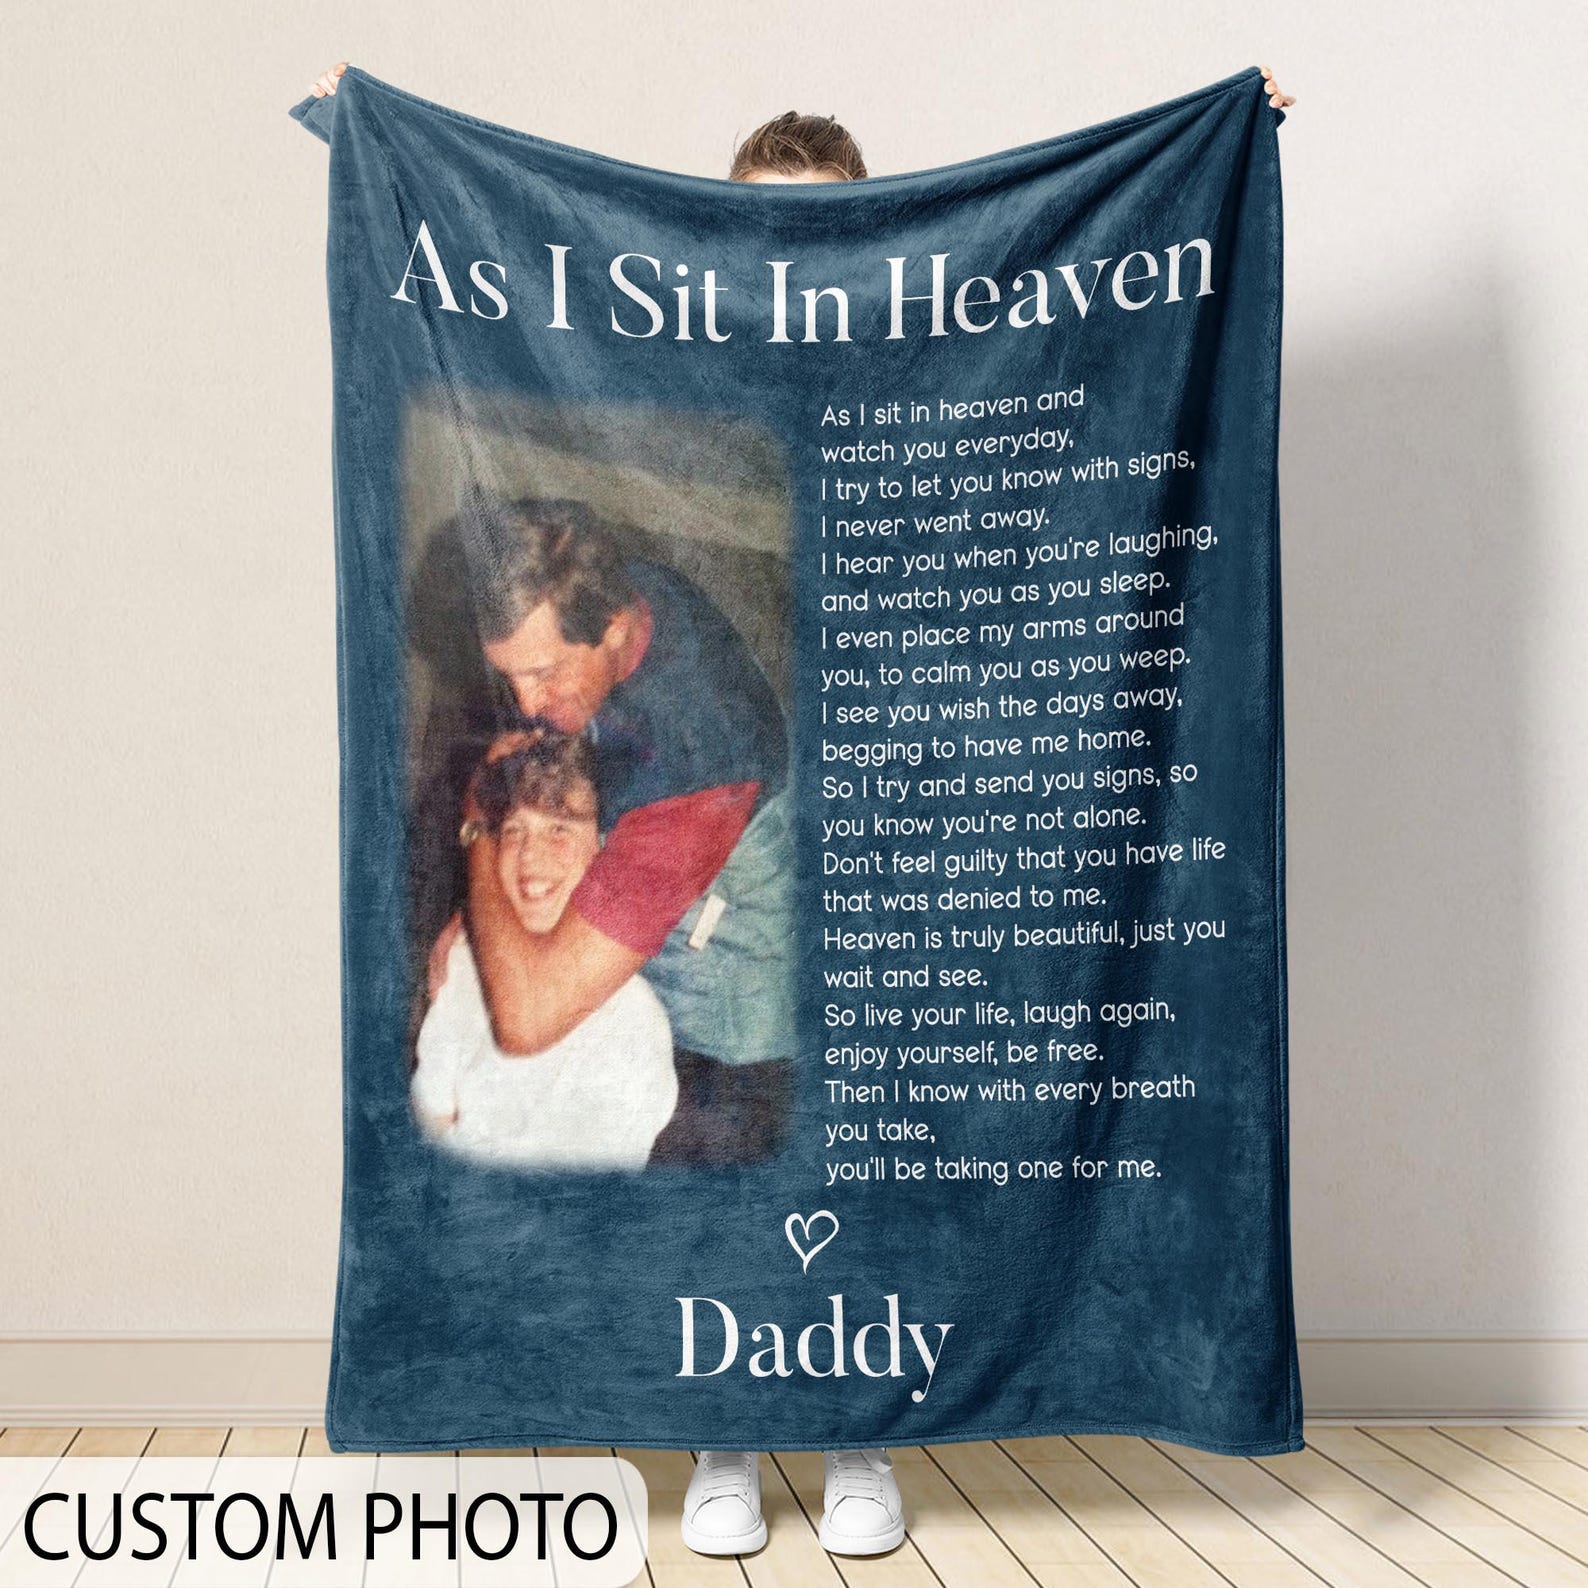 As I Sit In Heaven
As I sit in heaven and
watch you everyday,
I try to let you know with signs,
I never went away.
I hear you when you're laughing,
and watch you as you sleep.
I even place my arms around
you, to calm you as you weep.
I see you wish the days away,
begging to have me home.
So I try and send you signs, so
you know you're not alone.
Don't feel guilty that you have life
that was denied to me.
Heaven is truly beautiful, just you
wait and see.
So live your life, laugh again,
enjoy yourself, be free.
Then I know with every breath
you take,
you'll be taking one for me.
Daddy
CUSTOM PHOTO